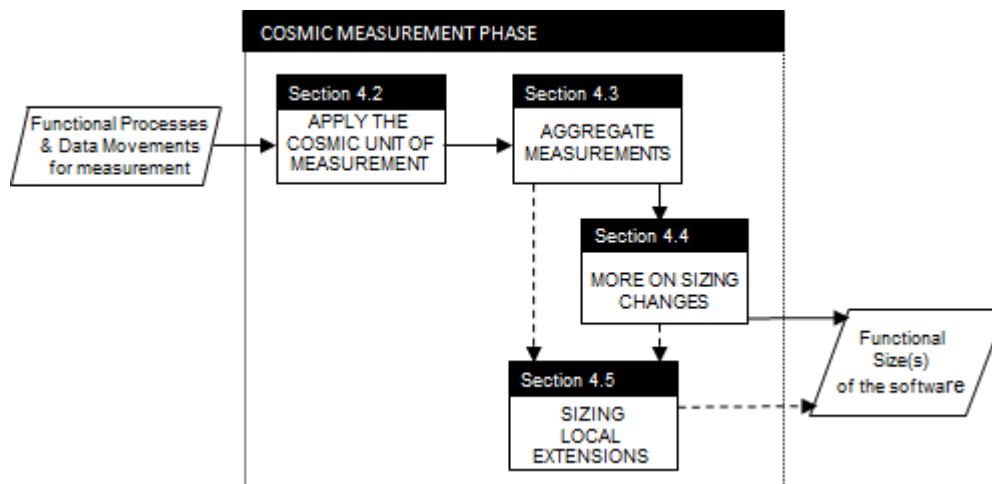 COSMIC MEASUREMENT PHASE
Section 4.2
APPLY THE
COSMIC UNIT OF
MEASUREMENT
Section 4.3
AGGREGATE
MEASUREMENTS
Functional Processes
& Data Movements
for measurement
Section 4.4
MORE ON SIZING
CHANGES
Functional
Size(s)
of the software
Section 4.5
SIZING
LOCAL
EXTENSIONS